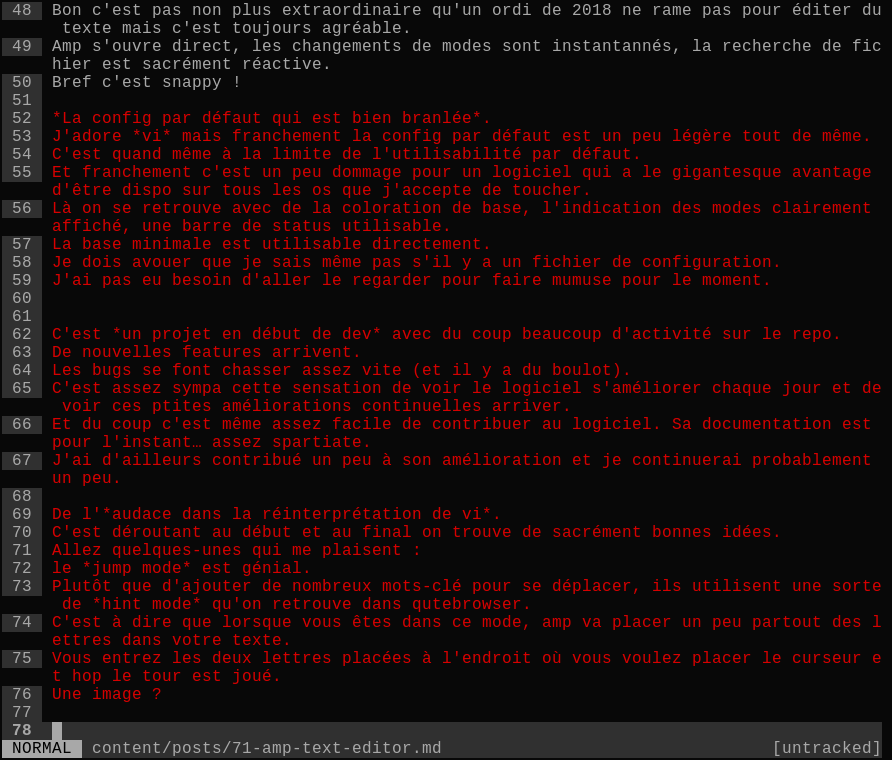 48 Bon c'est pas non plus extraordinaire qu'un ordi de 2018 ne rame pas pour éditer du
texte mais c'est toujours agréable.
49 Amp s'ouvre direct, les changements de modes sont instantannés, la recherche de fic
hier est sacrément réactive.
50 Bref c'est snappy !
51
52 *La config par défaut qui est bien branlée*.
53 J'adore *vi* mais franchement la config par défaut est un peu légère tout de même.
54 C'est quand même à la limite de l'utilisabilité par défaut.
55 Et franchement c'est un peu dommage pour un logiciel qui a le gigantesque avantage
d'être dispo sur tous les os que j'accepte de toucher.
56 Là on se retrouve avec de la coloration de base, l'indication des modes clairement
affiché, une barre de status utilisable.
57 La base minimale est utilisable directement.
58 Je dois avouer que je sais même pas s'il y a un fichier de configuration.
59 J'ai pas eu besoin d'aller le regarder pour faire mumuse pour le moment.
60
61
62 C'est *un projet en début de dev* avec du coup beaucoup d'activité sur le repo.
63 De nouvelles features arrivent.
64 Les bugs se font chasser assez vite (et il y a du boulot).
65 C'est assez sympa cette sensation de voir le logiciel s'améliorer chaque jour et de
voir ces ptites améliorations continuelles arriver.
66 Et du coup c'est même assez facile de contribuer au logiciel. Sa documentation est
pour l'instant… assez spartiate.
67 J'ai d'ailleurs contribué un peu à son amélioration et je continuerai probablement
un peu.
68
69 De l'*audace dans la réinterprétation de vi*.
70 C'est déroutant au début et au final on trouve de sacrément bonnes idées.
71 Allez quelques-unes qui me plaisent :
72 le *jump mode* est génial.
73 Plutôt que d'ajouter de nombreux mots-clé pour se déplacer, ils utilisent une sorte
de *hint mode* qu'on retrouve dans qutebrowser.
74 C'est à dire que lorsque vous êtes dans ce mode, amp va placer un peu partout des l
ettres dans votre texte.
75 Vous entrez les deux lettres placées à l'endroit où vous voulez placer le curseur e
t hop le tour est joué.
76 Une image ?
77
78
NORMAL content/posts/71-amp-text-editor.md [untracked]